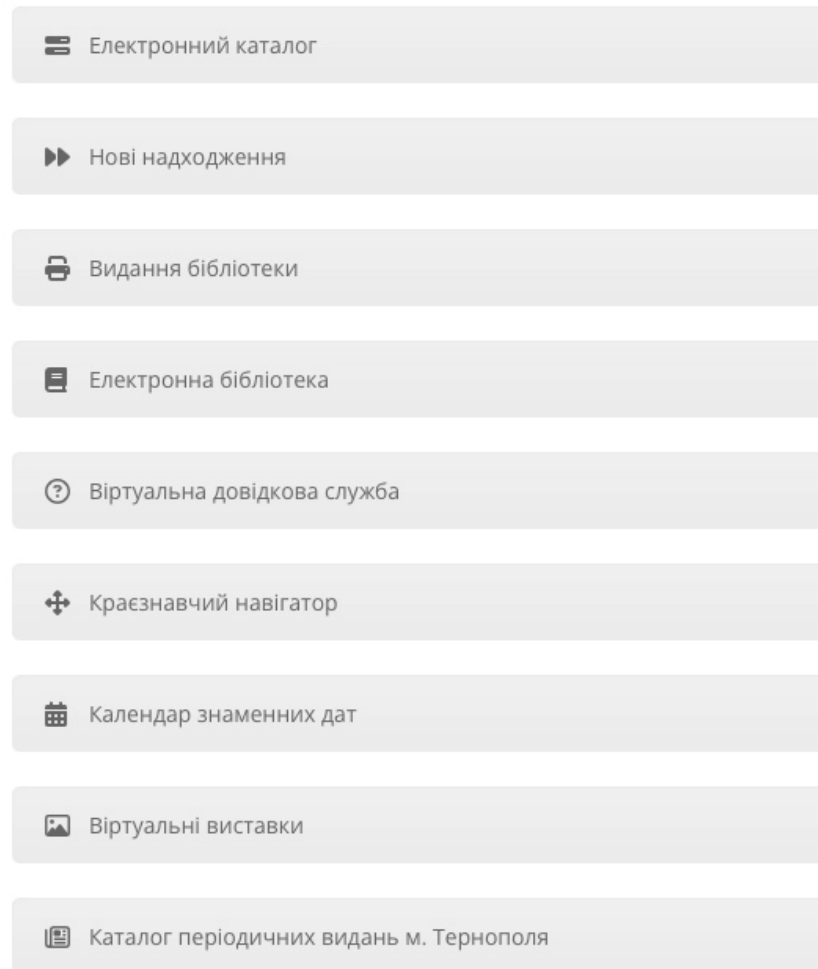 Електронний каталог
Нові надходження
Видання бібліотеки
Електронна бібліотека
Віртуальна довідкова служба
Краєзнавчий навігатор
Календар знаменних дат
Віртуальні виставки
Каталог періодичних видань м. Тернополя